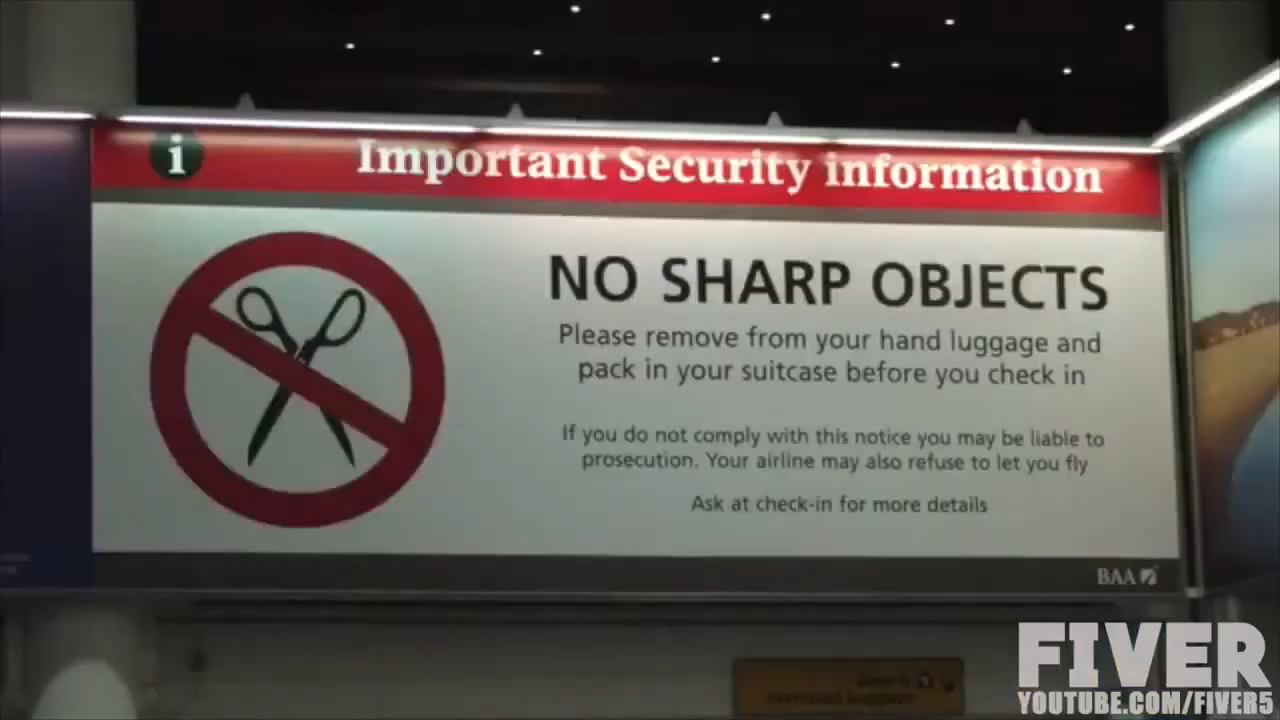 i
Important Security information
NO SHARP OBJECTS
Please remove from your hand luggage and
pack in your suitcase before you check in
If you do not comply with this notice you may be liable to
prosecution. Your airline may also refuse to let you fly
Ask at check-in for more details
BAA
FIVER
YOUTUBE.COM/FIVER5